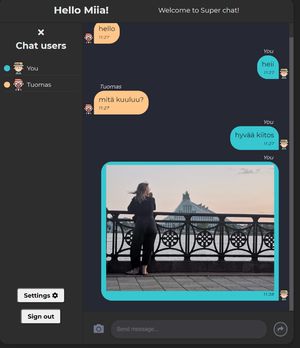 Hello Miia!
Welcome to Super chat!
Chat users
You
Tuomas
Settings
Sign out
hello
11:27
You
heii
11:27
Tuomas
mitä kuuluu?
11:27
You
hyvää kiitos
11:27
You
11:28
Send message...